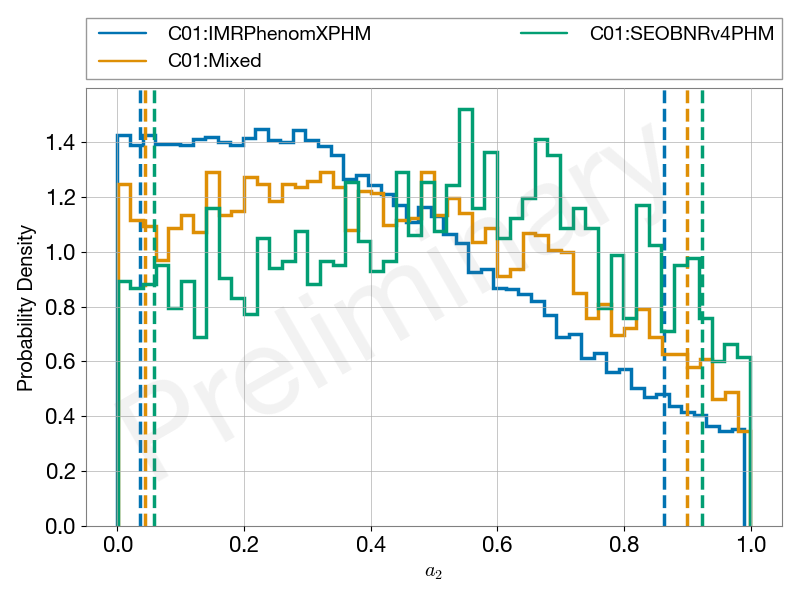 C01:IMRPhenomXPHM
C01:Mixed
C01:SEOBNRv4PHM
Probability Density
1.4
1.2
1.0
0.8
0.6
0.4
0.2
0.0
Preliminary
0.0 0.2 0.4 0.6 0.8 1.0
a₂